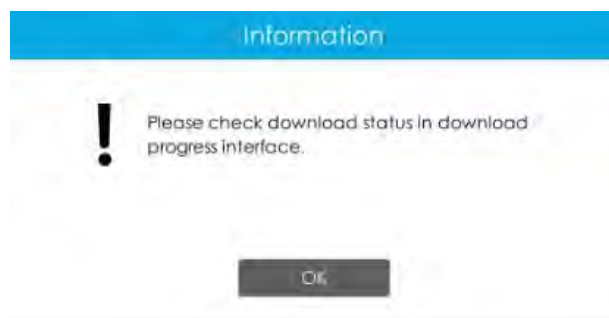 Information
Please check download status in download
progress interface.
OK